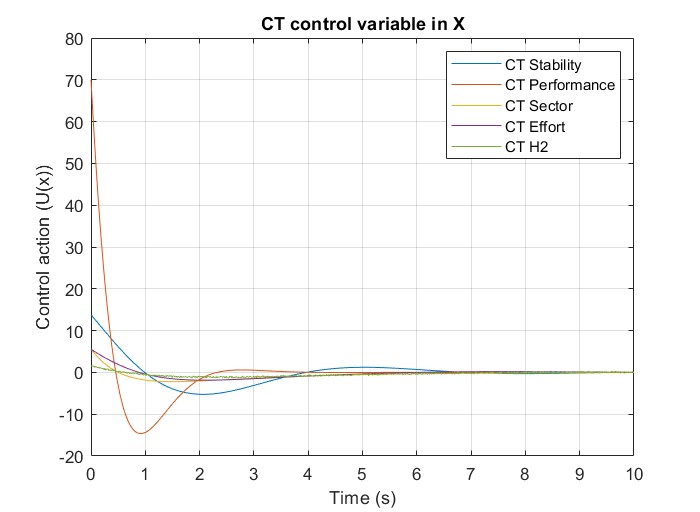 CT control variable in X
80
70
60
50
40
30
20
10
0
-10
-20
Control action (U(x))
CT Stability
CT Performance
CT Sector
CT Effort
CT H2
0 1 2 3 4 5 6 7 8 9 10
Time (s)